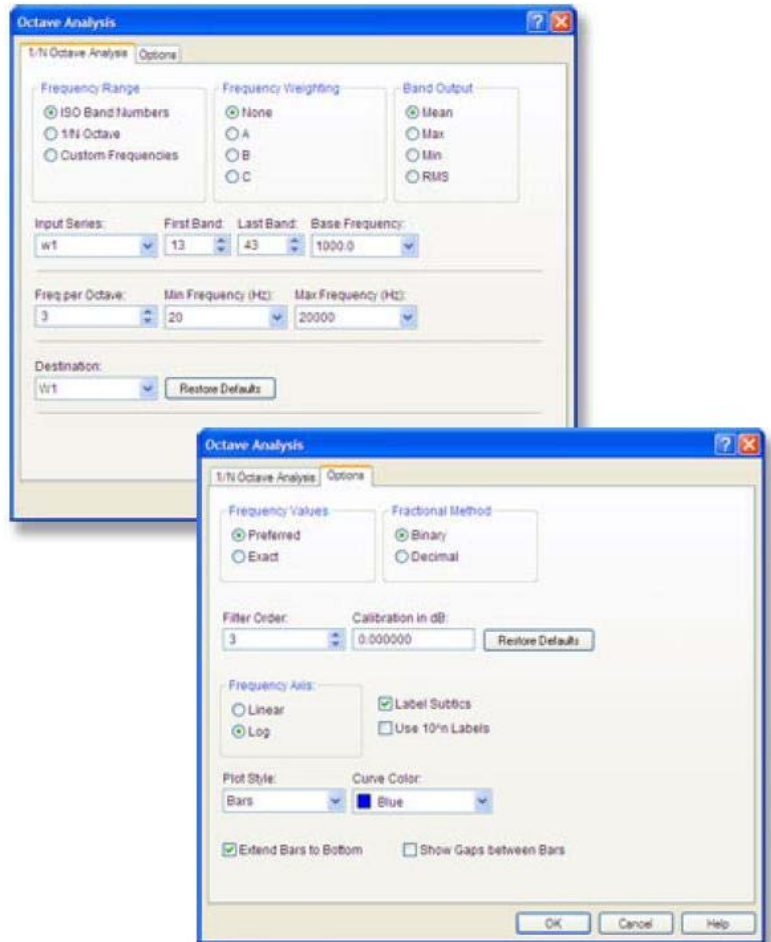 Octave Analysis
1/N Octave Analysis Options
Frequency Range Frequency Weighting Band Output
ISO Band Numbers None Mean
1/N Octave A Max
Custom Frequencies B Min
C RMS
Input Series: First Band: Last Band: Base Frequency:
w1 13 43 1000.0
Freq per Octave: Min Frequency (Hz): Max Frequency (Hz):
3 20 20000
Destination:
W1 Restore Defaults
Octave Analysis
1/N Octave Analysis Options
Frequency Values Fractional Method
Preferred Binary
Exact Decimal
Filter Order: Calibration in dB:
3 0.000000 Restore Defaults
Frequency Axis:
Linear Label Subtics
Log Use 10^n Labels
Plot Style: Curve Color:
Bars Blue
Extend Bars to Bottom Show Gaps between Bars
OK Cancel Help